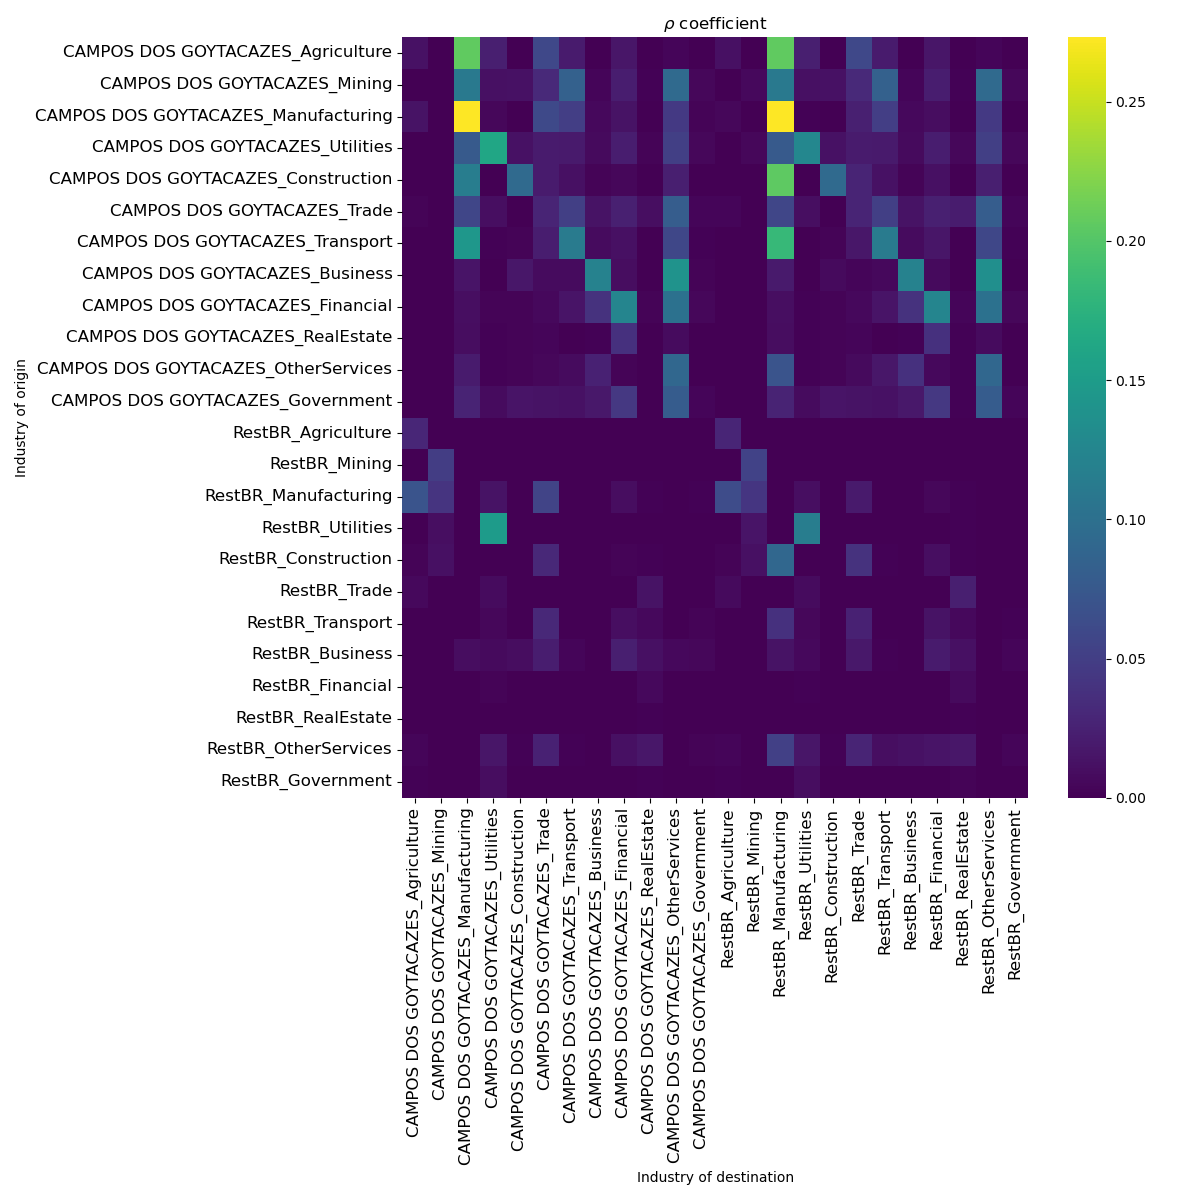 ρ coefficient
CAMPOS DOS GOYTACAZES_Agriculture
CAMPOS DOS GOYTACAZES_Mining
CAMPOS DOS GOYTACAZES_Manufacturing
CAMPOS DOS GOYTACAZES_Utilities
CAMPOS DOS GOYTACAZES_Construction
CAMPOS DOS GOYTACAZES_Trade
CAMPOS DOS GOYTACAZES_Transport
CAMPOS DOS GOYTACAZES_Business
CAMPOS DOS GOYTACAZES_Financial
CAMPOS DOS GOYTACAZES_RealEstate
CAMPOS DOS GOYTACAZES_OtherServices
CAMPOS DOS GOYTACAZES_Government
RestBR_Agriculture
RestBR_Mining
RestBR_Manufacturing
RestBR_Utilities
RestBR_Construction
RestBR_Trade
RestBR_Transport
RestBR_Business
RestBR_Financial
RestBR_RealEstate
RestBR_OtherServices
RestBR_Government
Industry of origin
CAMPOS DOS GOYTACAZES_Agriculture
CAMPOS DOS GOYTACAZES_Mining
CAMPOS DOS GOYTACAZES_Manufacturing
CAMPOS DOS GOYTACAZES_Utilities
CAMPOS DOS GOYTACAZES_Construction
CAMPOS DOS GOYTACAZES_Trade
CAMPOS DOS GOYTACAZES_Transport
CAMPOS DOS GOYTACAZES_Business
CAMPOS DOS GOYTACAZES_Financial
CAMPOS DOS GOYTACAZES_RealEstate
CAMPOS DOS GOYTACAZES_OtherServices
CAMPOS DOS GOYTACAZES_Government
RestBR_Agriculture
RestBR_Mining
RestBR_Manufacturing
RestBR_Utilities
RestBR_Construction
RestBR_Trade
RestBR_Transport
RestBR_Business
RestBR_Financial
RestBR_RealEstate
RestBR_OtherServices
RestBR_Government
Industry of destination
0.25
0.20
0.15
0.10
0.05
0.00